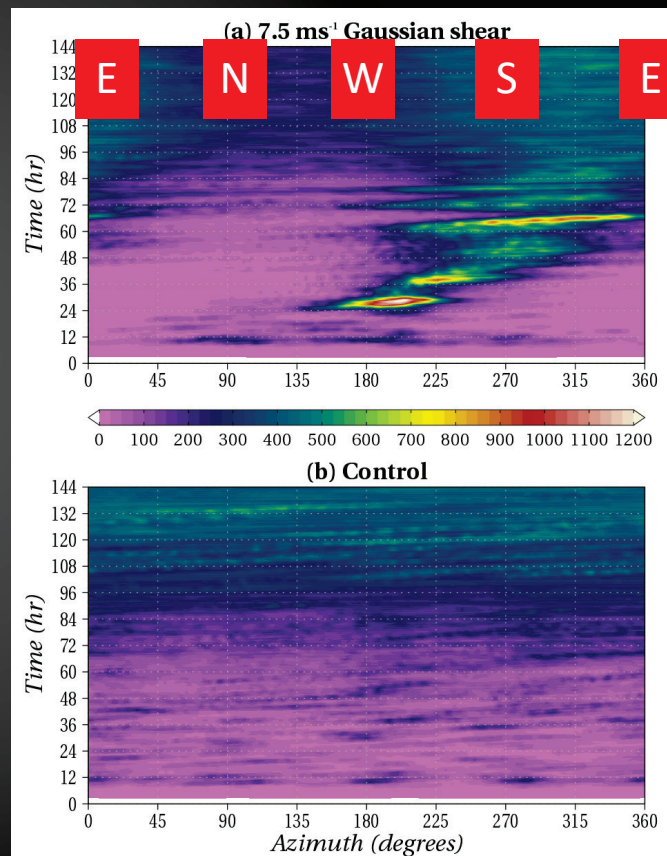 (a) 7.5 ms⁻¹ Gaussian shear
E N W S E
144
132
120
108
96
84
72
60
48
36
24
12
0
Time (hr)
0 45 90 135 180 225 270 315 360
0 100 200 300 400 500 600 700 800 900 1000 1100 1200
(b) Control
144
132
120
108
96
84
72
60
48
36
24
12
0
Time (hr)
0 45 90 135 180 225 270 315 360
Azimuth (degrees)